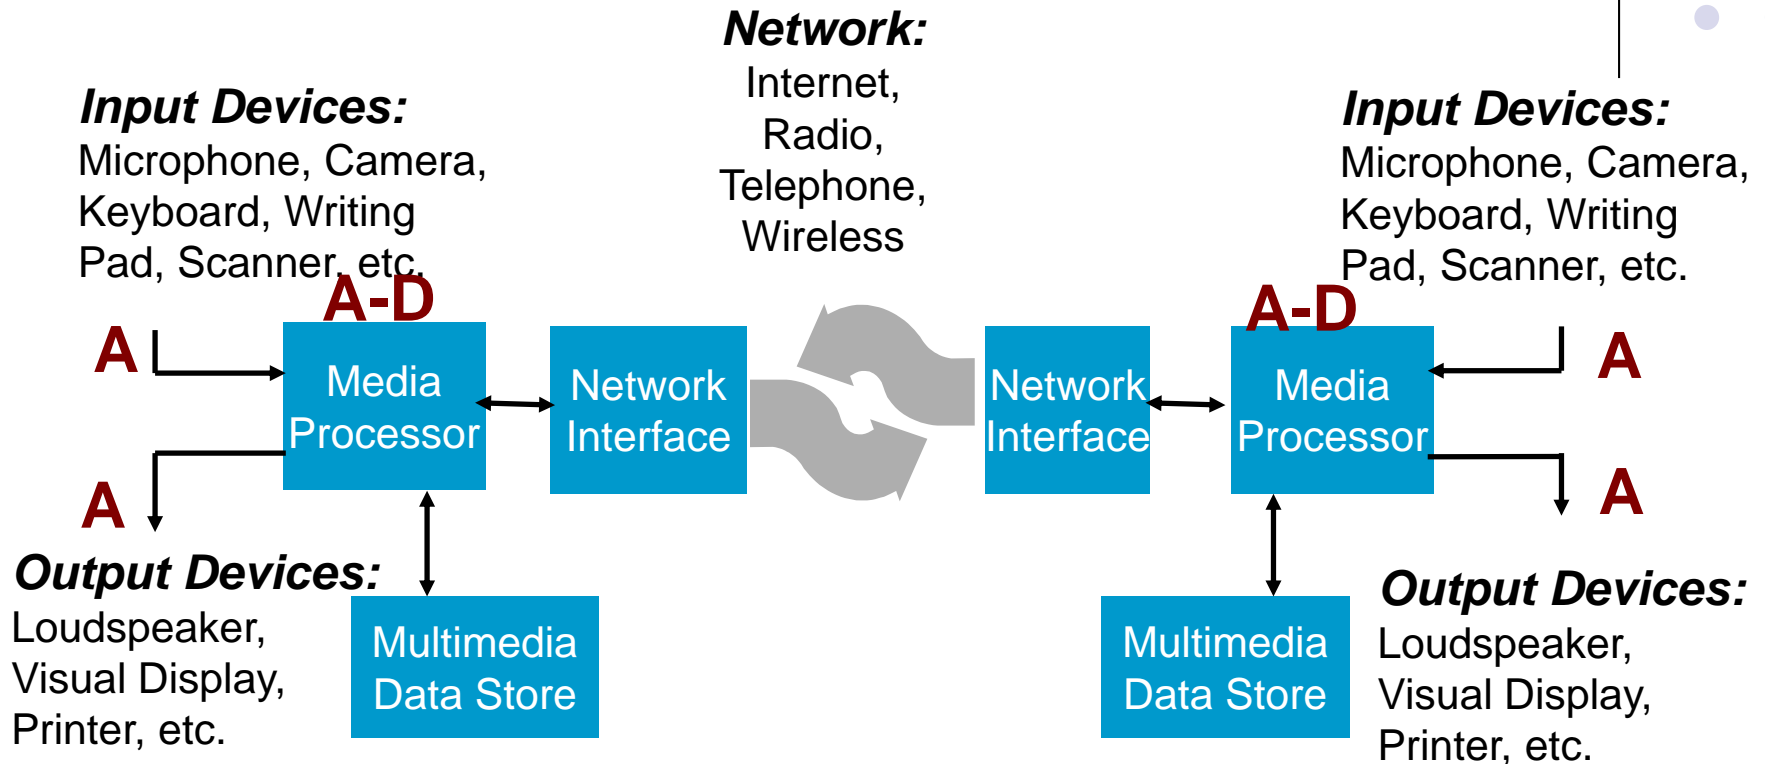 Network:
Internet,
Radio,
Telephone,
Wireless
Input Devices:
Microphone, Camera,
Keyboard, Writing
Pad, Scanner, etc.
Input Devices:
Microphone, Camera,
Keyboard, Writing
Pad, Scanner, etc.
A-D
A
Media
Processor
Network
Interface
Network
Interface
A-D
Media
Processor
A
A
A
Output Devices:
Loudspeaker,
Visual Display,
Printer, etc.
Multimedia
Data Store
Multimedia
Data Store
Output Devices:
Loudspeaker,
Visual Display,
Printer, etc.